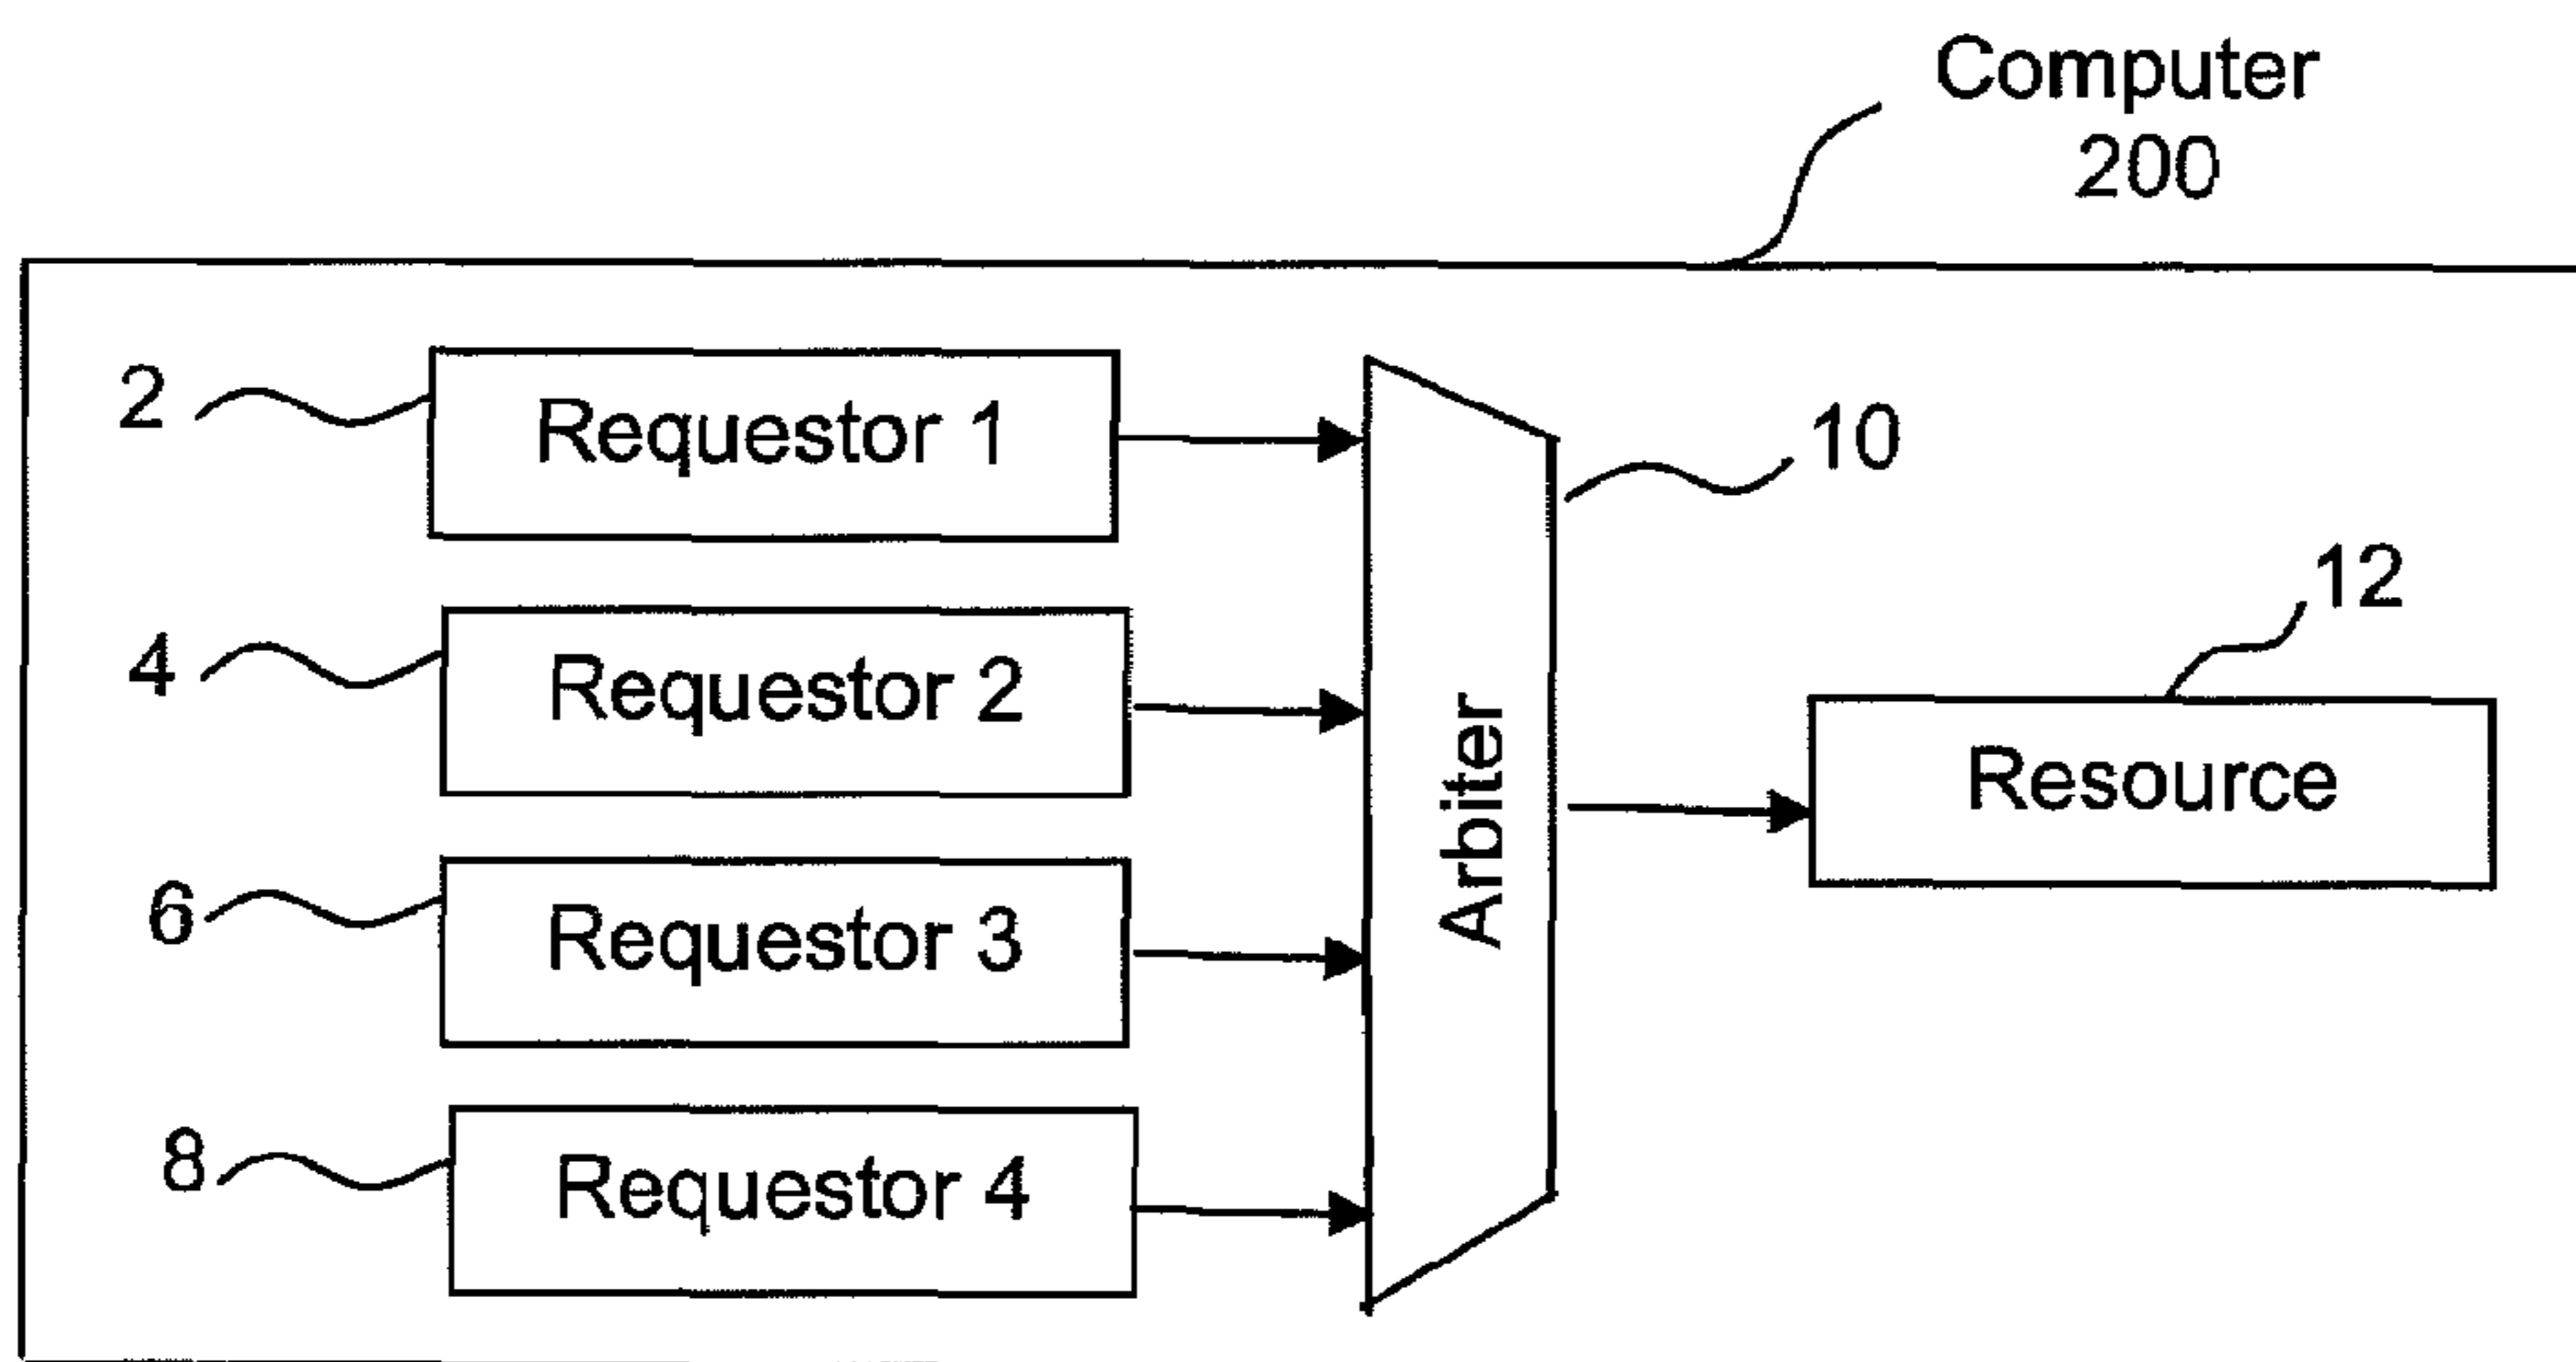 Computer
200
2
Requestor 1
10
4
Requestor 2
12
Arbiter
Resource
6
Requestor 3
8
Requestor 4